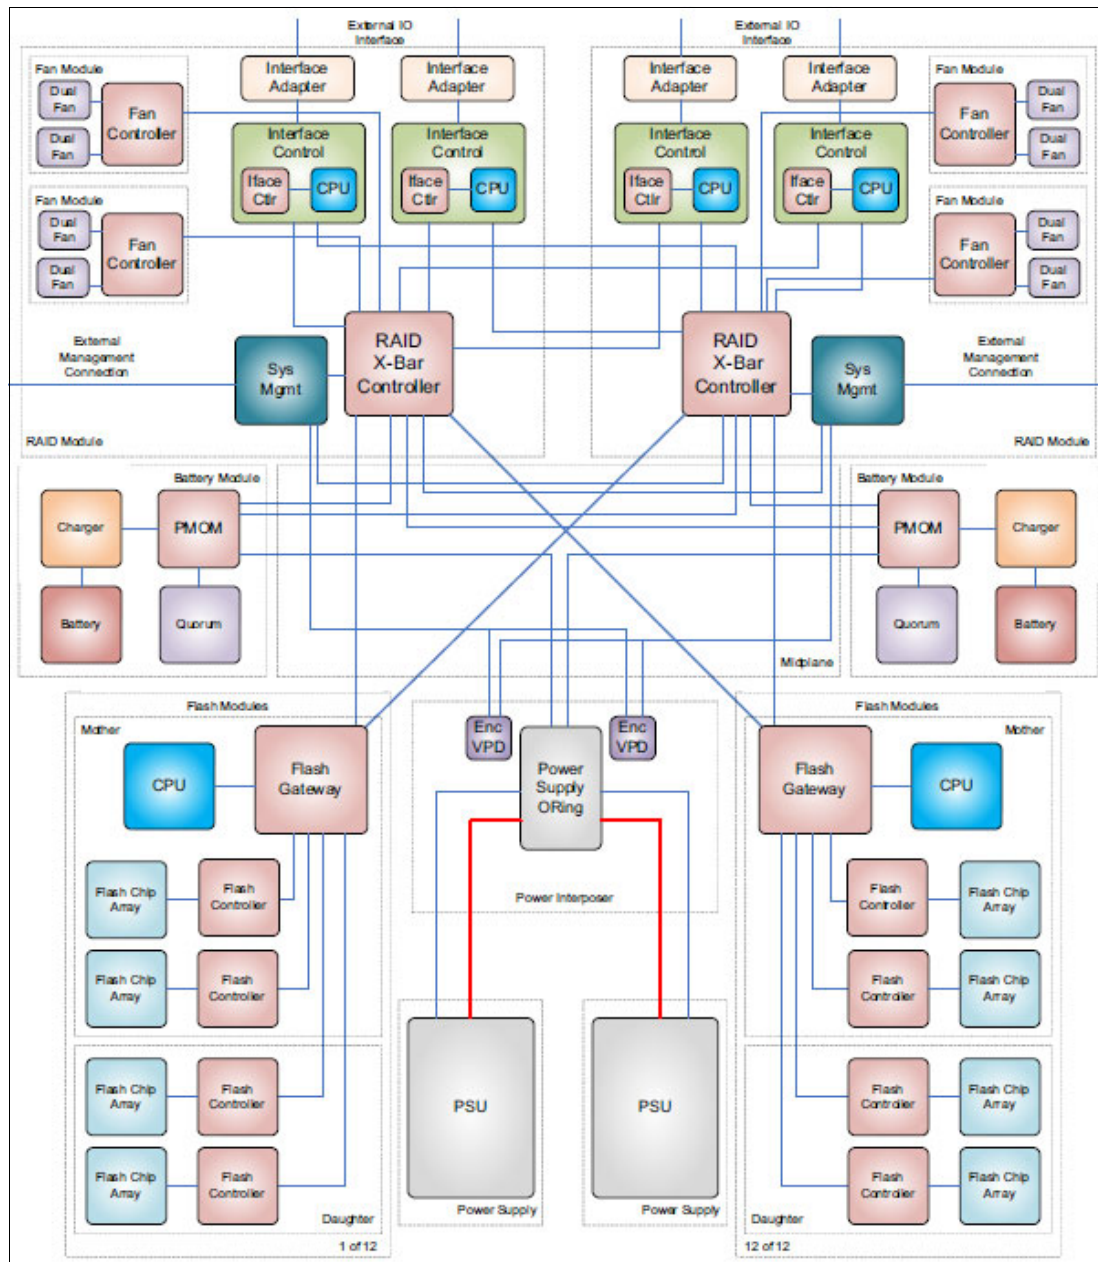 External IO
Interface
External IO
Interface
Fan Module
Dual
Fan
Dual
Fan
Fan
Controller
Interface
Adapter
Interface
Adapter
Interface
Adapter
Interface
Adapter
Fan Module
Fan
Controller
Dual
Fan
Dual
Fan
Interface
Control
Iface
Ctlr
CPU
Interface
Control
Iface
Ctlr
CPU
Interface
Control
Iface
Ctlr
CPU
Interface
Control
Iface
Ctlr
CPU
Fan Module
Dual
Fan
Dual
Fan
Fan
Controller
Fan Module
Fan
Controller
Dual
Fan
Dual
Fan
External
Management
Connection
Sys
Mgmt
RAID
X-Bar
Controller
RAID
X-Bar
Controller
Sys
Mgmt
External
Management
Connection
RAID Module
RAID Module
Battery Module
Charger
PMOM
Battery
Quorum
Battery Module
PMOM
Charger
Quorum
Battery
Midplane
Flash Modules
Mother
CPU
Flash
Gateway
Enc
VPD
Power
Supply
ORing
Enc
VPD
Flash Modules
Mother
Flash
Gateway
CPU
Flash Chip
Array
Flash
Controller
Flash Chip
Array
Flash
Controller
Power Interposer
Flash
Controller
Flash Chip
Array
Flash
Controller
Flash Chip
Array
Flash Chip
Array
Flash
Controller
Flash Chip
Array
Flash
Controller
Daughter
1 of 12
PSU
Power Supply
PSU
Power Supply
Flash
Controller
Flash Chip
Array
Flash
Controller
Flash Chip
Array
Daughter
12 of 12